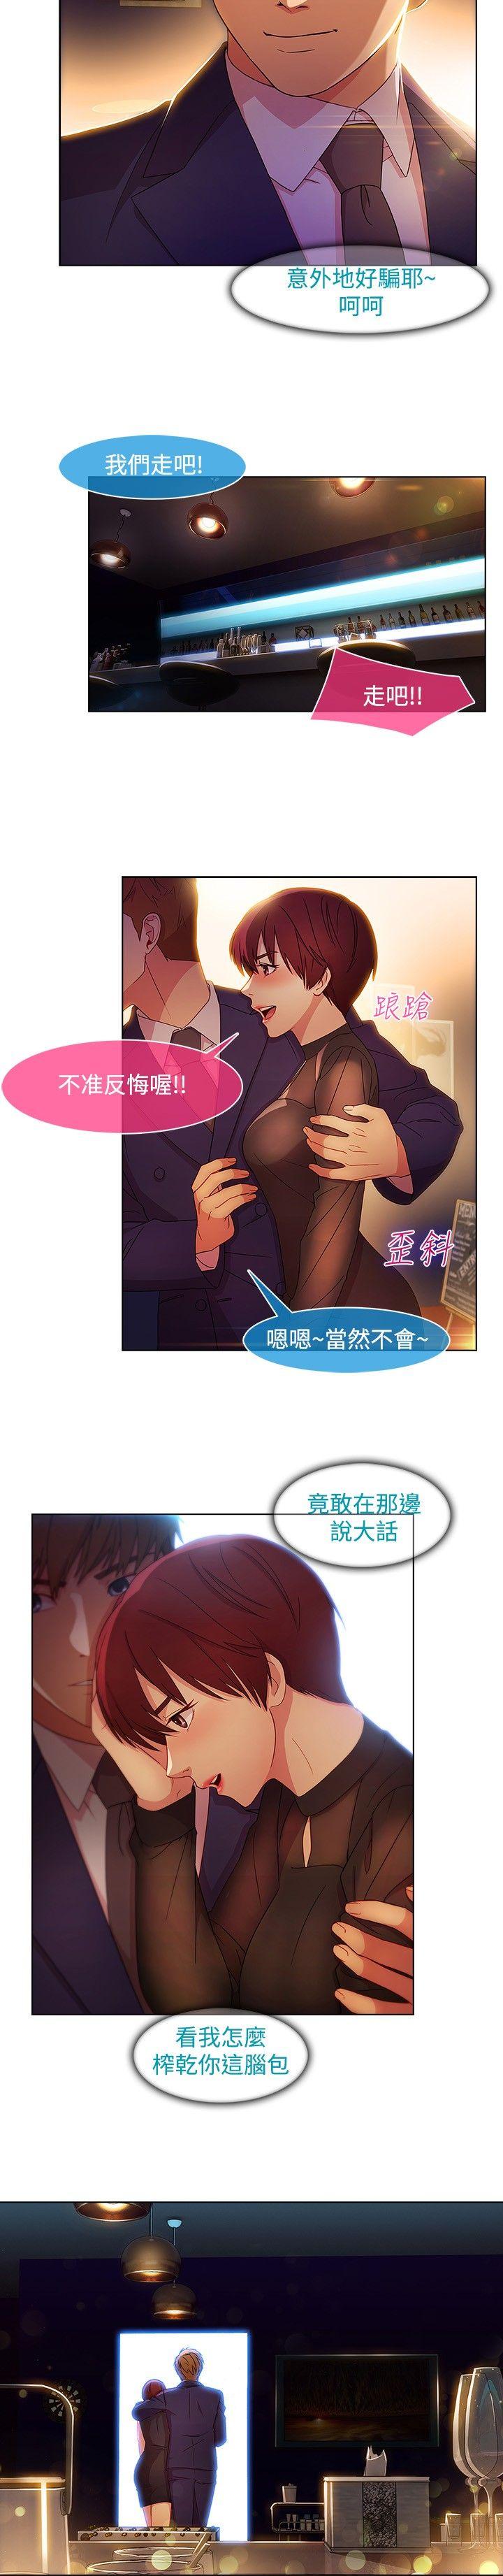 意外地好騙耶~
呵呵
我們走吧!
走吧!!
踉蹌
不准反悔喔!!
歪斜
嗯嗯~當然不會~
竟敢在那邊
說大話
看我怎麼
榨乾你這腦包